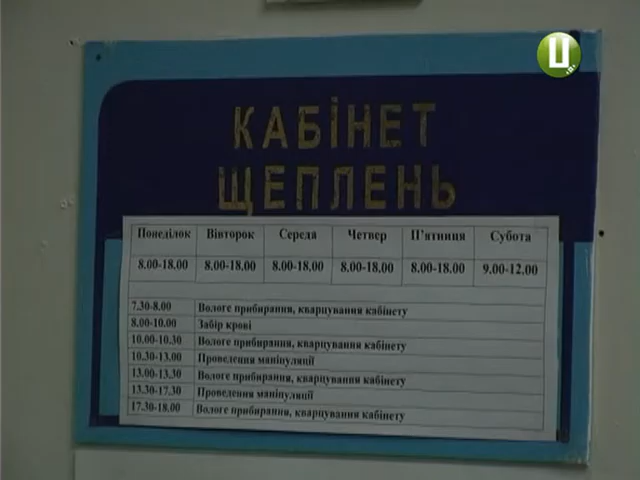 Ц
КАБІНЕТ
ЩЕПЛЕНЬ
Понеділок Вівторок Середа Четвер П'ятниця Субота
8.00-18.00 8.00-18.00 8.00-18.00 8.00-18.00 8.00-18.00 9.00-12.00
7.30-8.00 Вологе прибирання, кварцування кабінету
8.00-10.00 Забір крові
10.00-10.30 Вологе прибирання, кварцування кабінету
10.30-13.00 Проведення маніпуляції
13.00-13.30 Вологе прибирання, кварцування кабінету
13.30-17.30 Проведення маніпуляції
17.30-18.00 Вологе прибирання, кварцування кабінету